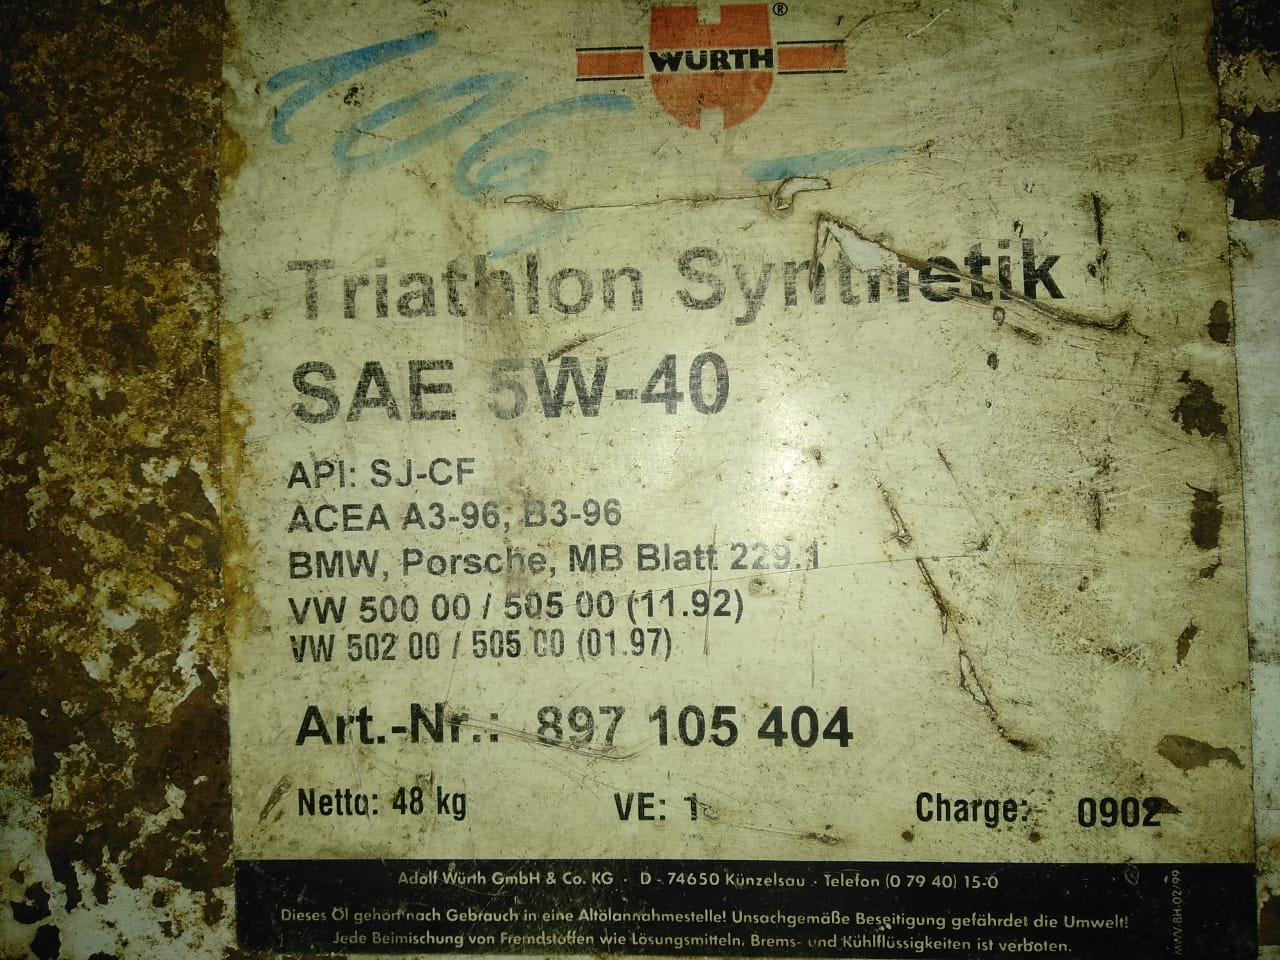 WÜRTH ®
106
Triathlon Synthetik
SAE 5W-40
API: SJ-CF
ACEA A3-96, B3-96
BMW, Porsche, MB Blatt 229.1
VW 500 00 / 505 00 (11.92)
VW 502 00 / 505 00 (01.97)
Art.-Nr.: 897 105 404
Netto: 48 kg VE: 1 Charge: 0902
Adolf Würth GmbH & Co. KG · D - 74650 Künzelsau · Telefon (0 79 40) 15-0
Dieses Öl gehört nach Gebrauch in eine Altölannahmestelle! Unsachgemäße Beseitigung gefährdet die Umwelt!
Jede Beimischung von Fremdstoffen wie Lösungsmitteln, Brems- und Kühlflüssigkeiten ist verboten.